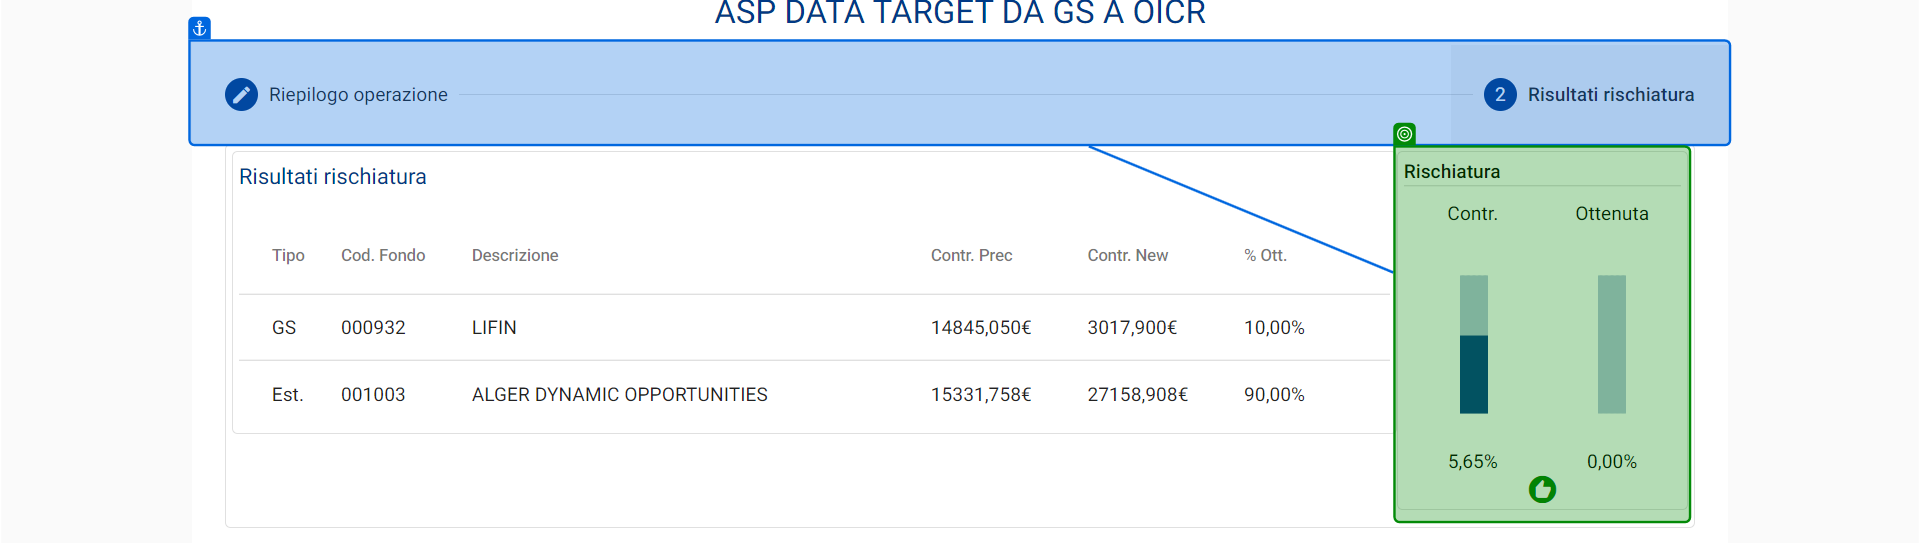 ASP DATA TARGET DA GS A OICR
Riepilogo operazione
2 Risultati rischiatura
Risultati rischiatura
Rischiatura
Contr. Ottenuta
Tipo Cod. Fondo Descrizione Contr. Prec Contr. New % Ott.
GS 000932 LIFIN 14845,050€ 3017,900€ 10,00%
Est. 001003 ALGER DYNAMIC OPPORTUNITIES 15331,758€ 27158,908€ 90,00%
5,65% 0,00%